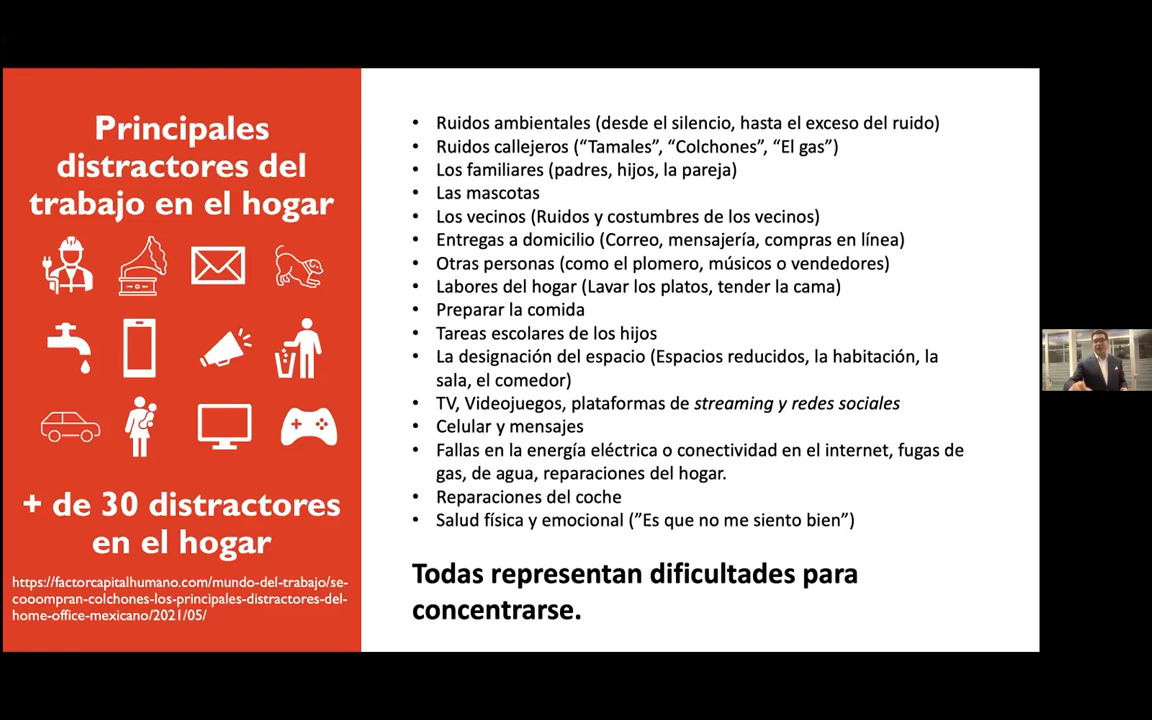 Principales
distractores del
trabajo en el hogar
+ de 30 distractores
en el hogar
https://factorcapitalhumano.com/mundo-del-trabajo/se-
cooompran-colchones-los-principales-distractores-del-
home-office-mexicano/2021/05/
• Ruidos ambientales (desde el silencio, hasta el exceso del ruido)
• Ruidos callejeros (“Tamales”, “Colchones”, “El gas”)
• Los familiares (padres, hijos, la pareja)
• Las mascotas
• Los vecinos (Ruidos y costumbres de los vecinos)
• Entregas a domicilio (Correo, mensajería, compras en línea)
• Otras personas (como el plomero, músicos o vendedores)
• Labores del hogar (Lavar los platos, tender la cama)
• Preparar la comida
• Tareas escolares de los hijos
• La designación del espacio (Espacios reducidos, la habitación, la
sala, el comedor)
• TV, Videojuegos, plataformas de streaming y redes sociales
• Celular y mensajes
• Fallas en la energía eléctrica o conectividad en el internet, fugas de
gas, de agua, reparaciones del hogar.
• Reparaciones del coche
• Salud física y emocional (”Es que no me siento bien”)
Todas representan dificultades para
concentrarse.